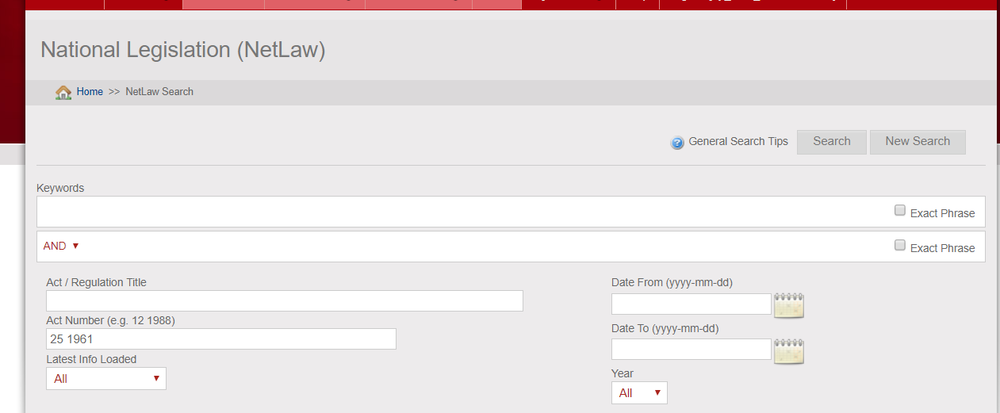 National Legislation (NetLaw)
Home >> NetLaw Search
General Search Tips Search New Search
Keywords
Exact Phrase
AND ▼ Exact Phrase
Act / Regulation Title
Act Number (e.g. 12 1988)
25 1961
Latest Info Loaded
All
Date From (yyyy-mm-dd)
Date To (yyyy-mm-dd)
Year
All